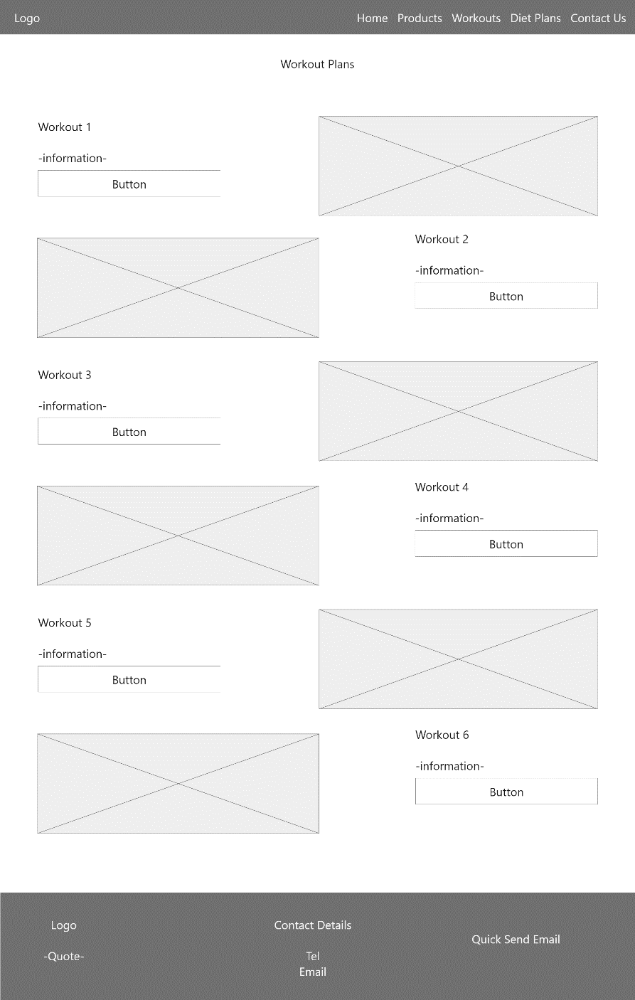 Logo
Home Products Workouts Diet Plans Contact Us
Workout Plans
Workout 1
-information-
Button
Workout 2
-information-
Button
Workout 3
-information-
Button
Workout 4
-information-
Button
Workout 5
-information-
Button
Workout 6
-information-
Button
Logo
-Quote-
Contact Details
Tel
Email
Quick Send Email